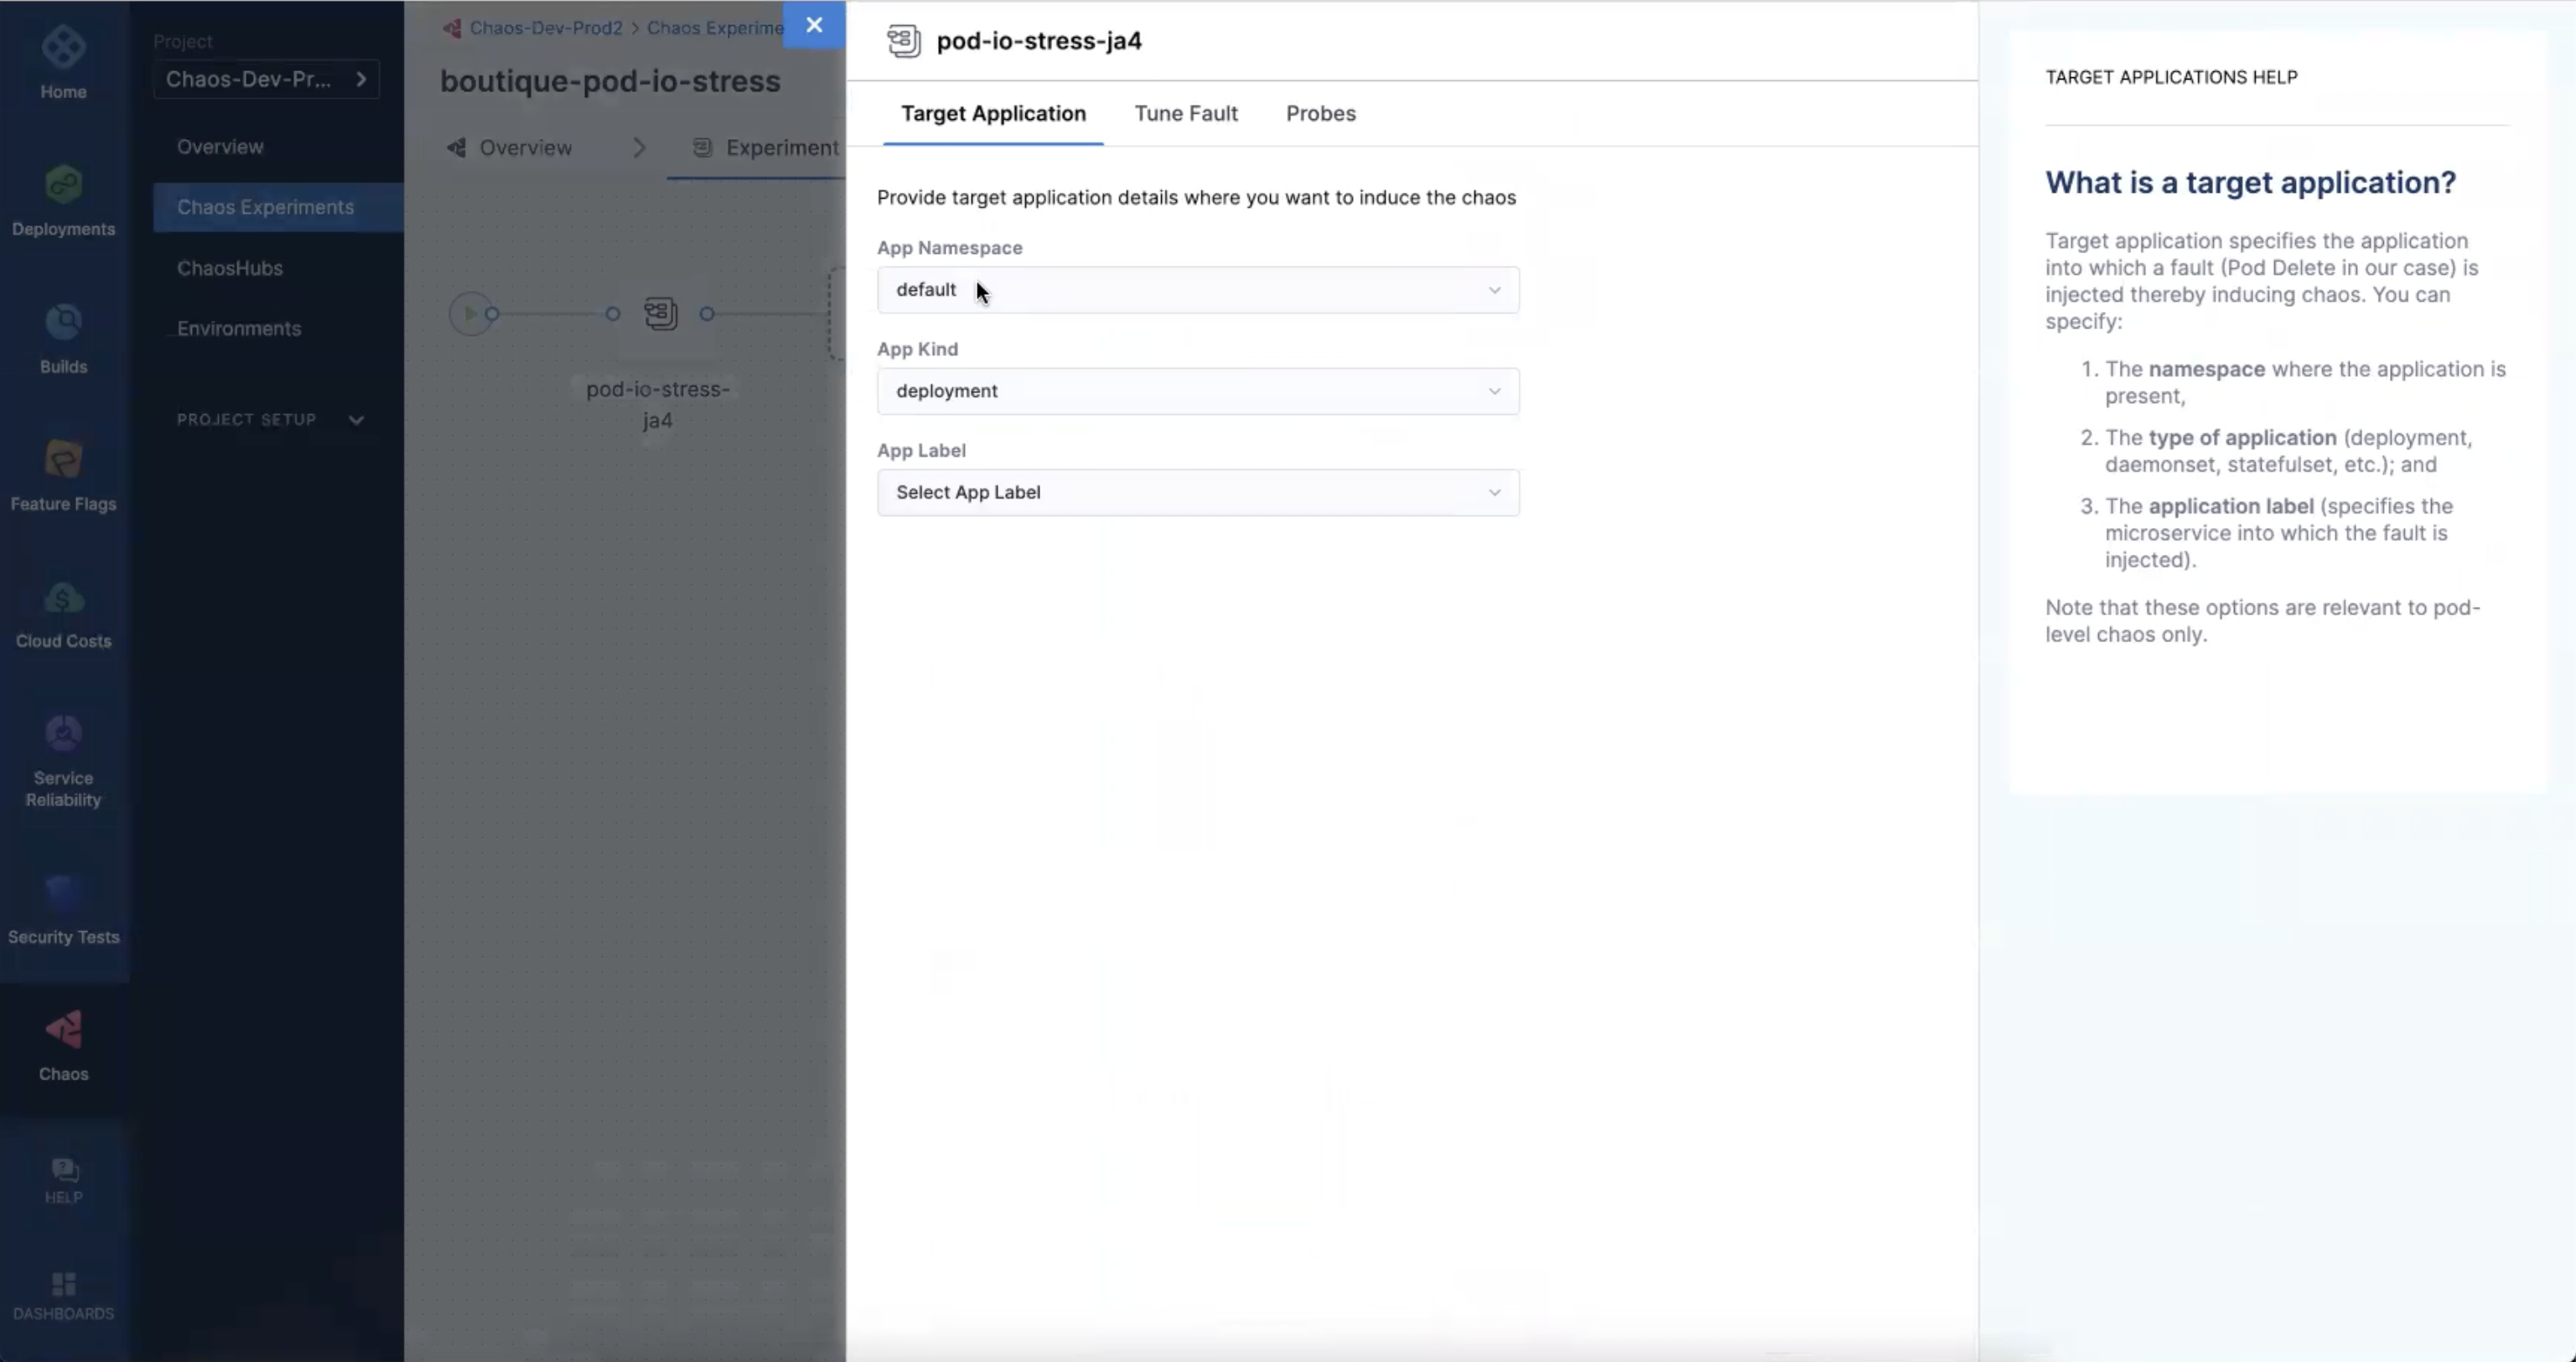 Home
Deployments
Builds
Feature Flags
Cloud Costs
Service
Reliability
Security Tests
Chaos
HELP
DASHBOARDS
Project
Chaos-Dev-Pr...
Overview
Chaos Experiments
ChaosHubs
Environments
PROJECT SETUP
Chaos-Dev-Prod2 > Chaos Experime
boutique-pod-io-stress
Overview
Experiment
pod-io-stress-
ja4
pod-io-stress-ja4
Target Application
Tune Fault
Probes
Provide target application details where you want to induce the chaos
App Namespace
default
App Kind
deployment
App Label
Select App Label
TARGET APPLICATIONS HELP
What is a target application?
Target application specifies the application
into which a fault (Pod Delete in our case) is
injected thereby inducing chaos. You can
specify:
1. The namespace where the application is
present,
2. The type of application (deployment,
daemonset, statefulset, etc.); and
3. The application label (specifies the
microservice into which the fault is
injected).
Note that these options are relevant to pod-
level chaos only.